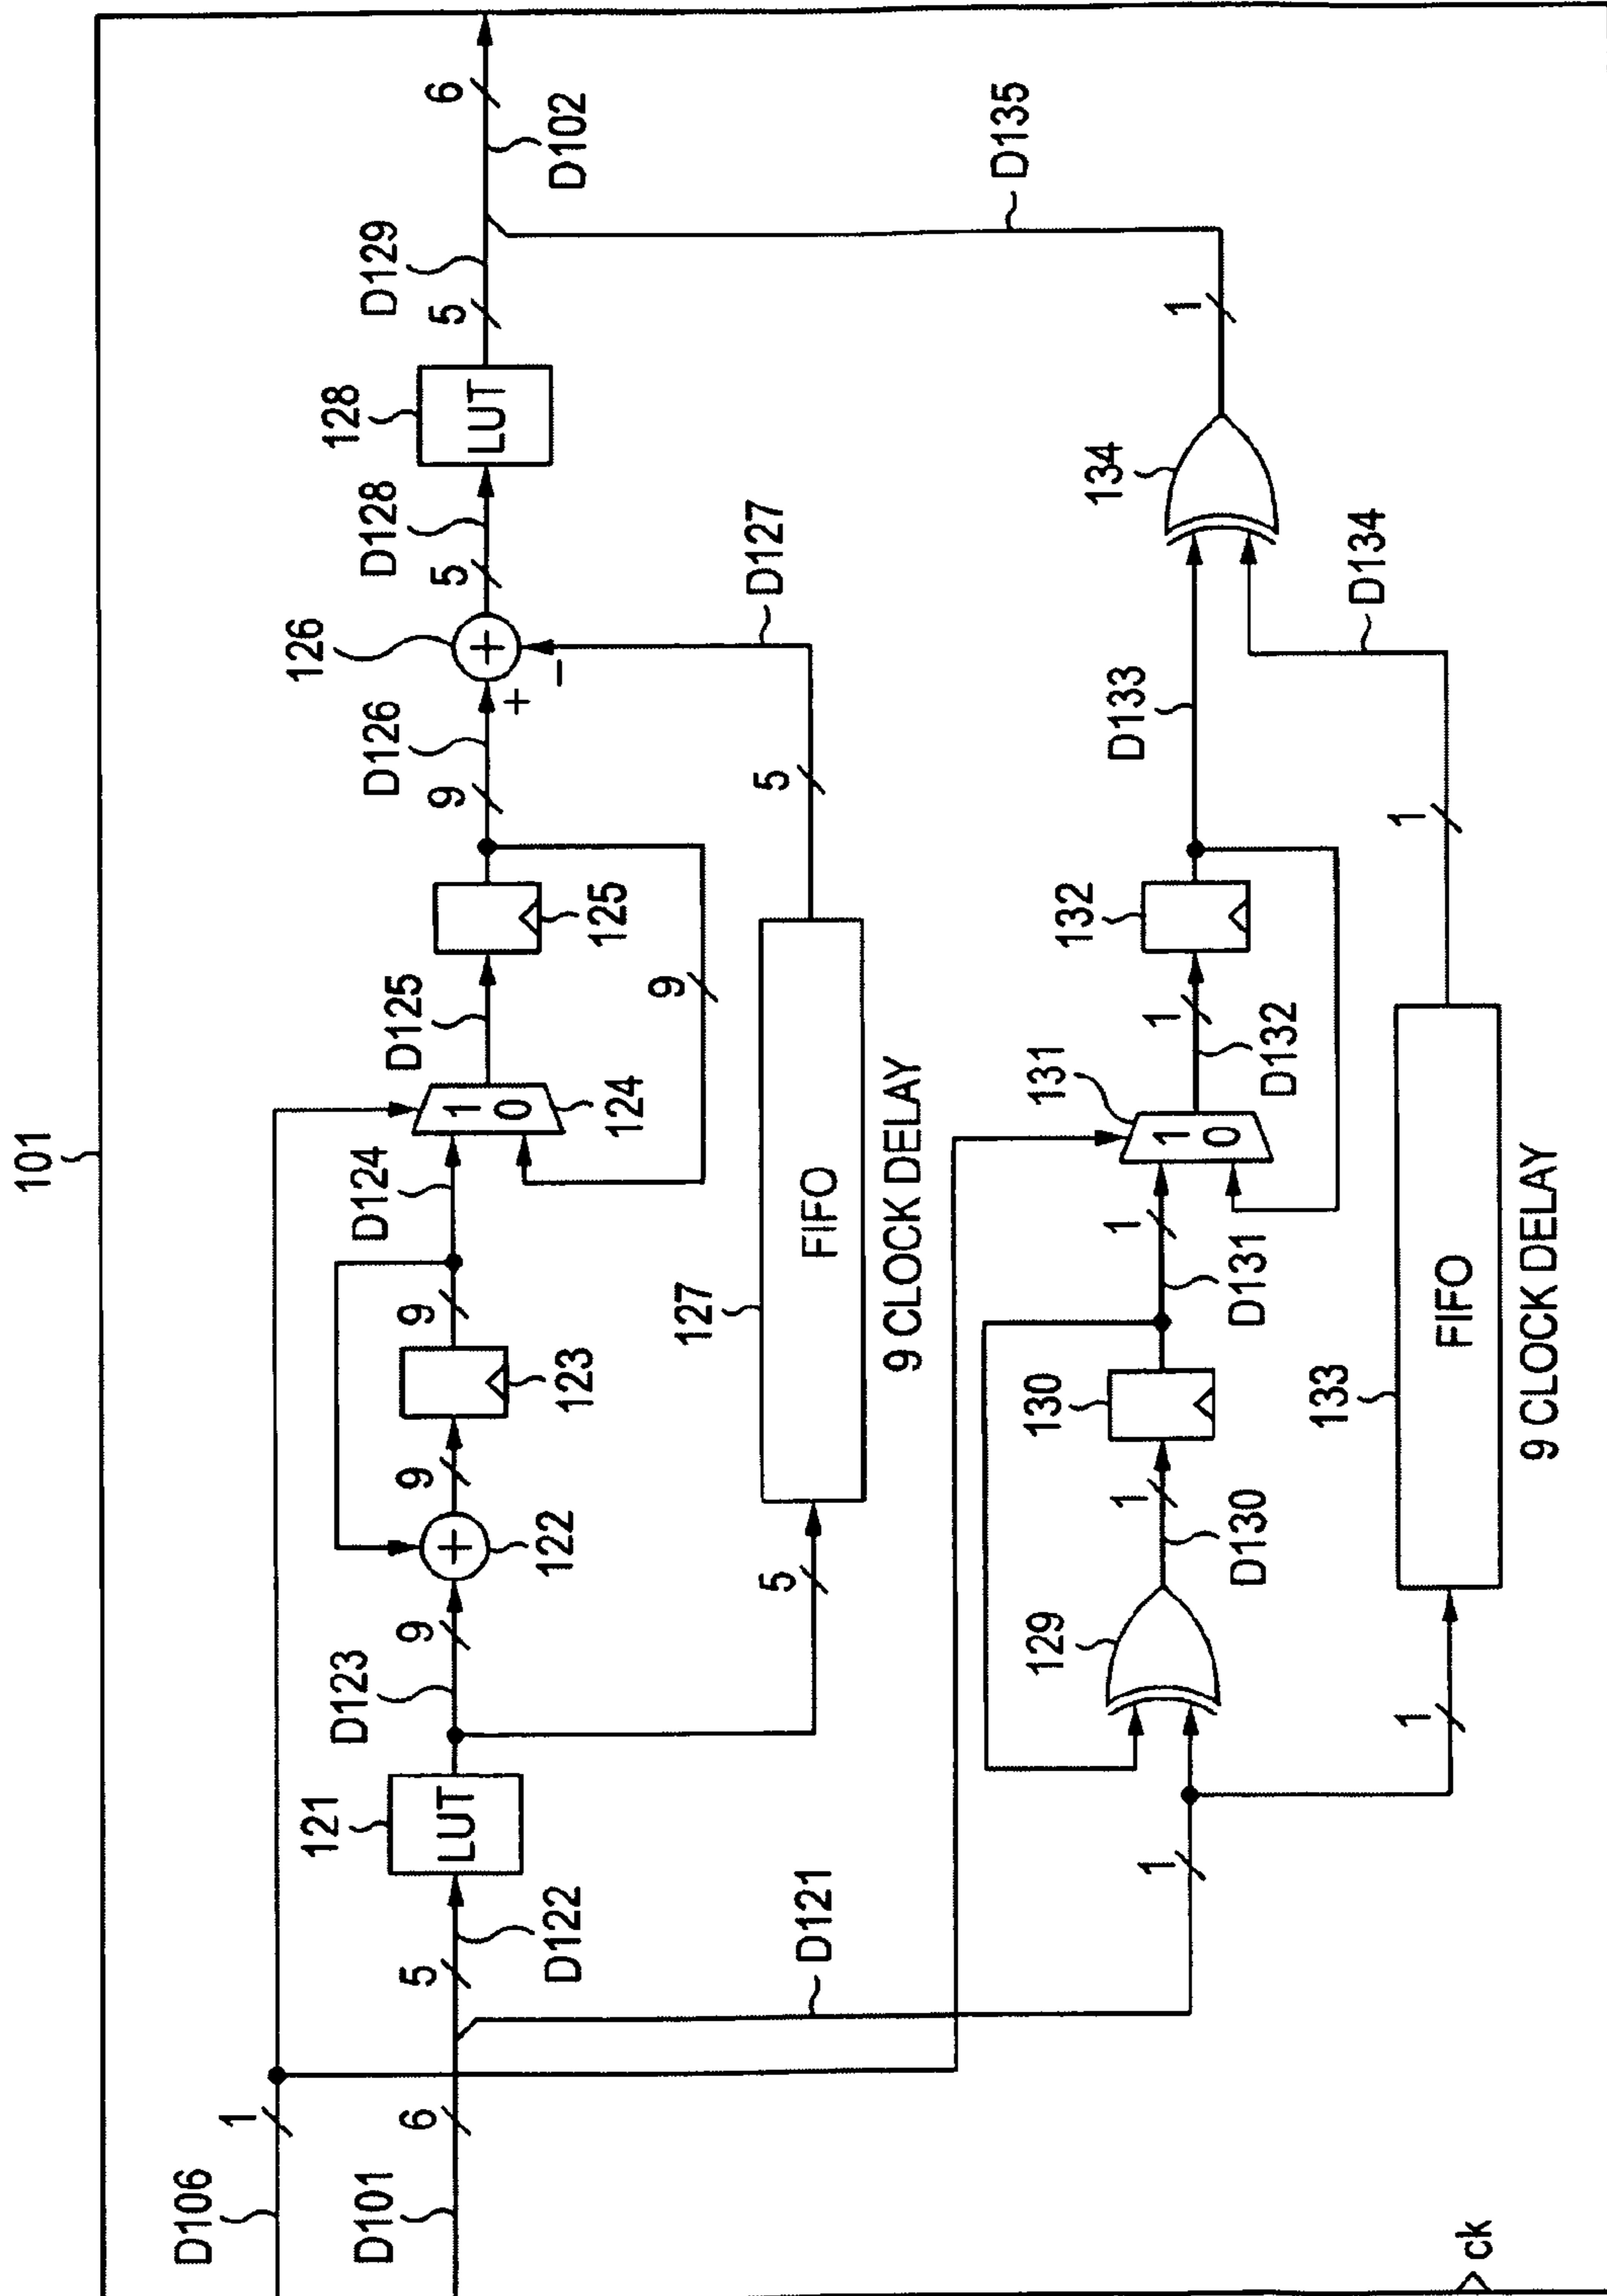 101
D106
1
D101
6
5
D122
121
LUT
D123
9
122
9
123
9
D124
1
0
124
D125
125
9
9
D126
+
126
+
−
5
D128
128
LUT
5
D129
6
D102
5
127
FIFO
9 CLOCK DELAY
5
D127
D135
D121
1
129
D130
1
130
D131
1
131
1
0
D132
1
132
D133
134
1
1
133
FIFO
9 CLOCK DELAY
1
D134
ck